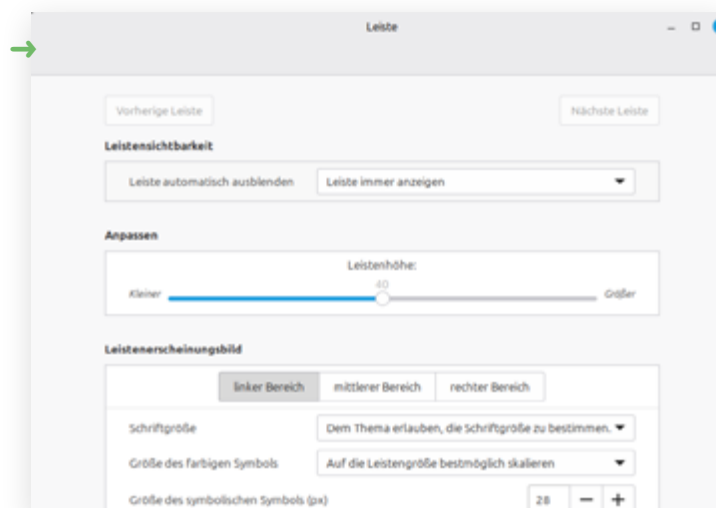 Leiste
Vorherige Leiste Nächste Leiste
Leistensichtbarkeit
Leiste automatisch ausblenden Leiste immer anzeigen
Anpassen
Leistenhöhe:
40
Kleiner Größer
Leistenerscheinungsbild
linker Bereich mittlerer Bereich rechter Bereich
Schriftgröße Dem Thema erlauben, die Schriftgröße zu bestimmen.
Größe des farbigen Symbols Auf die Leistengröße bestmöglich skalieren
Größe des symbolischen Symbols (px) 28